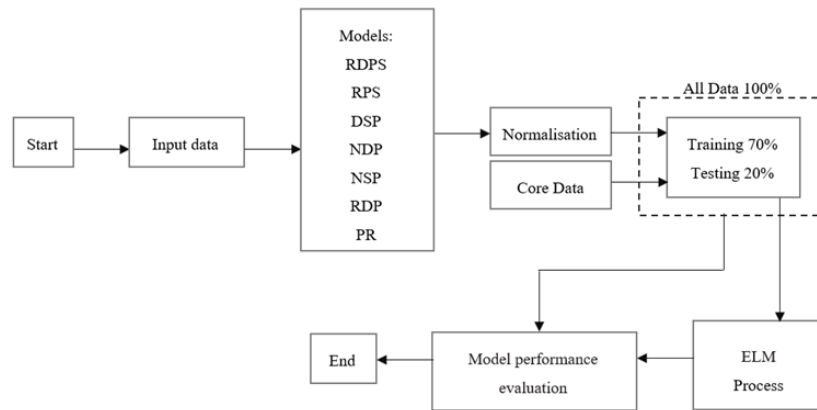 Start
Input data
Models:
RDPS
RPS
DSP
NDP
NSP
RDP
PR
Normalisation
Core Data
All Data 100%
Training 70%
Testing 20%
ELM
Process
Model performance
evaluation
End